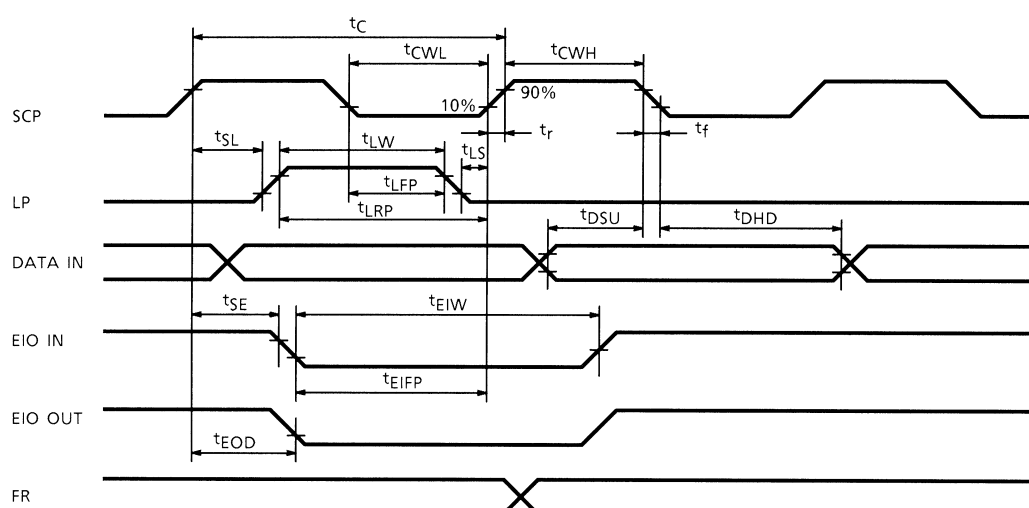 tC
tCWL
tCWH
SCP
10%
90%
tr
tf
tSL
tLW
tLS
LP
tLFP
tLRP
tDSU
tDHD
DATA IN
tSE
tEIW
EIO IN
tEIFP
EIO OUT
tEOD
FR